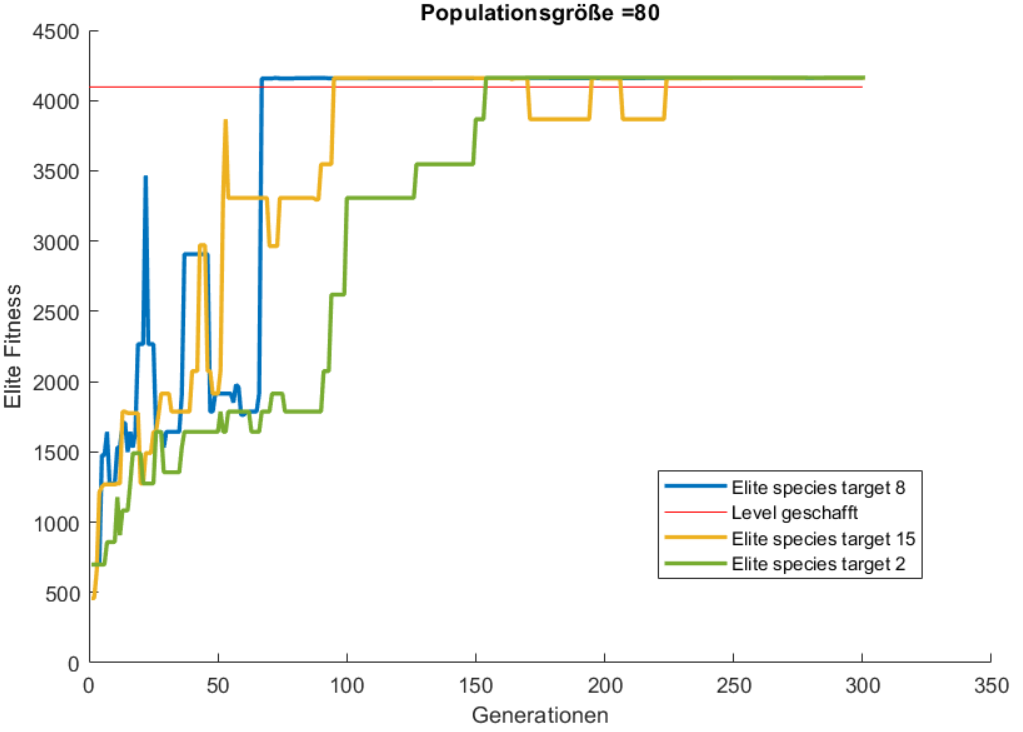 Populationsgröße =80
4500
4000
3500
3000
2500
2000
1500
1000
500
0
Elite Fitness
0 50 100 150 200 250 300 350
Generationen
Elite species target 8
Level geschafft
Elite species target 15
Elite species target 2